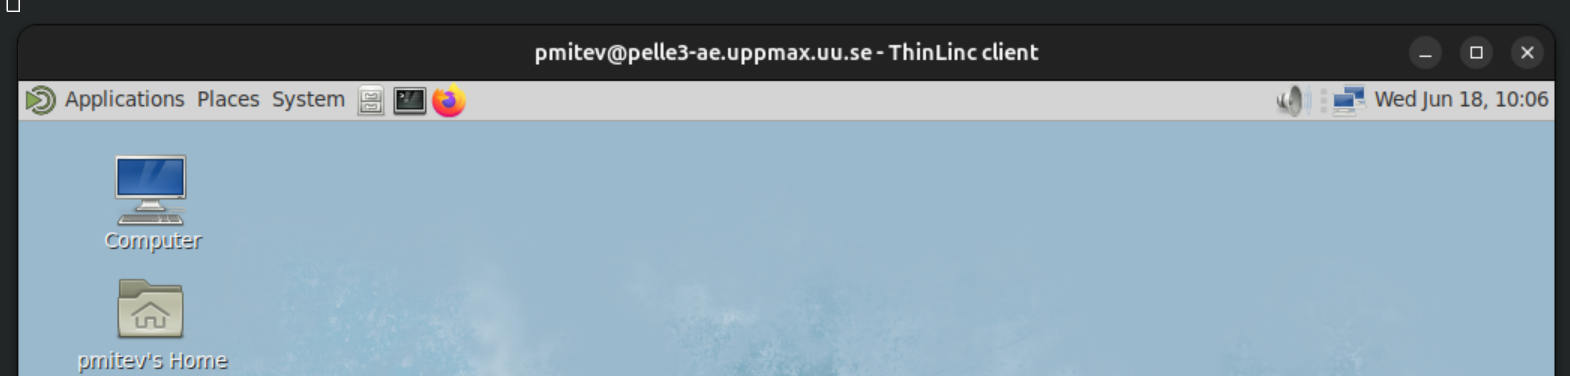 pmitev@pelle3-ae.uppmax.uu.se - ThinLinc client
Applications Places System Wed Jun 18, 10:06
Computer
pmitev's Home